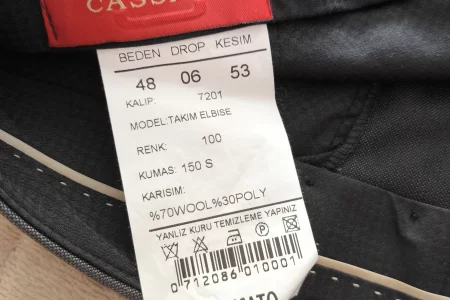 BEDEN DROP KESIM
48 06 53
KALIP: 7201
MODEL:TAKIM ELBISE
RENK: 100
KUMAS: 150 S
KARISIM:
%70WOOL%30POLY
YANLIZ KURU TEMIZLEME YAPINIZ
0712086010001